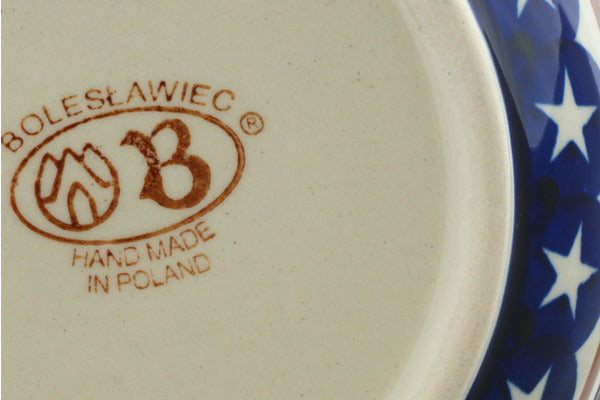 BOLESŁAWIEC ®
B
HAND MADE
IN POLAND